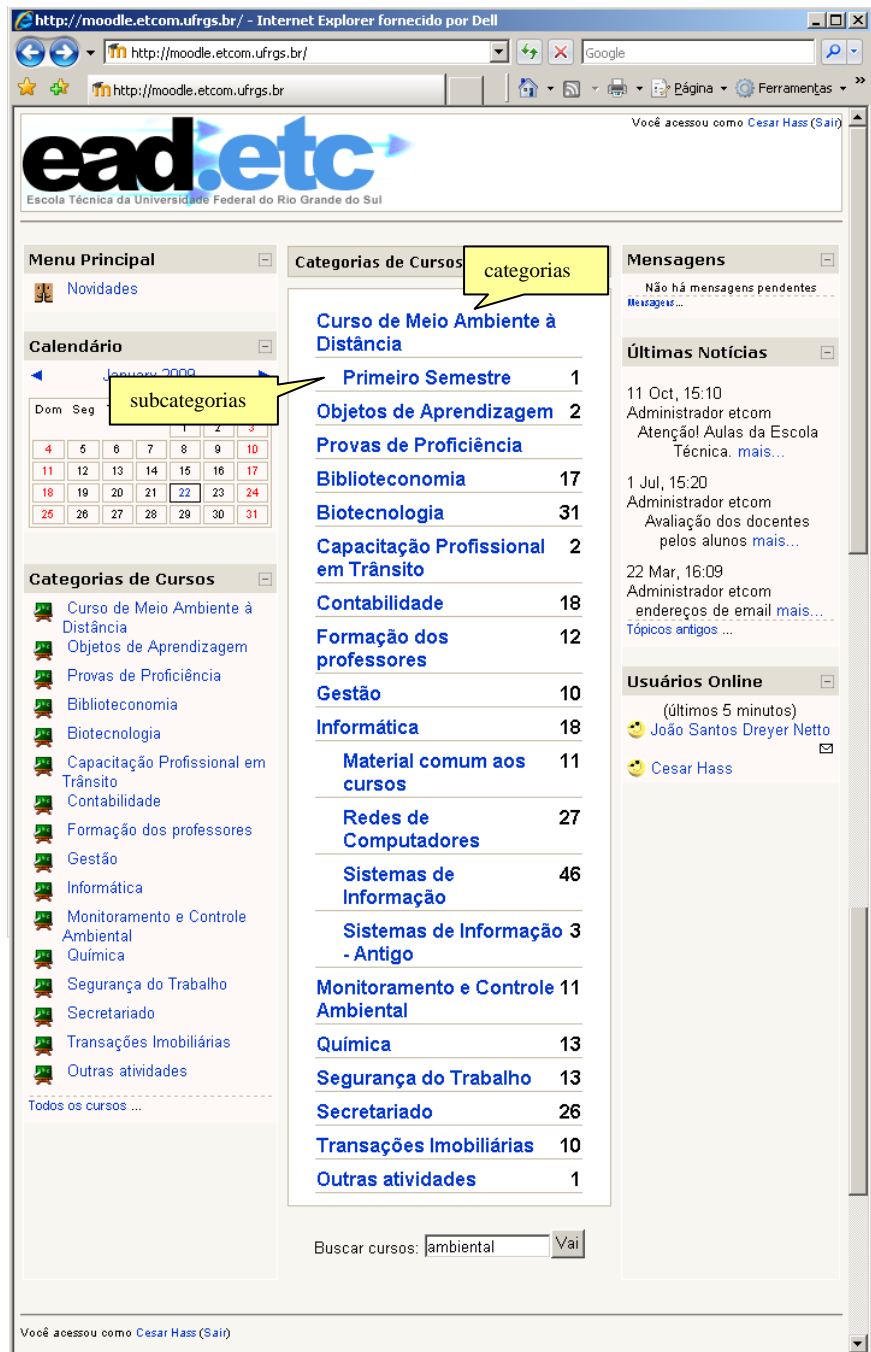 http://moodle.etcom.ufrgs.br/ - Internet Explorer fornecido por Dell
http://moodle.etcom.ufrgs.br/
Google
http://moodle.etcom.ufrgs.br
Página
Ferramentas
»
Você acessou como Cesar Hass (Sair)
ead.etc
Escola Técnica da Universidade Federal do Rio Grande do Sul
Menu Principal
Novidades
Calendário
January 2009
subcategorias
Dom Seg
1 2 3
4 5 6 7 8 9 10
11 12 13 14 15 16 17
18 19 20 21 22 23 24
25 26 27 28 29 30 31
Categorias de Cursos
Curso de Meio Ambiente à
Distância
Objetos de Aprendizagem
Provas de Proficiência
Biblioteconomia
Biotecnologia
Capacitação Profissional em
Trânsito
Contabilidade
Formação dos professores
Gestão
Informática
Monitoramento e Controle
Ambiental
Química
Segurança do Trabalho
Secretariado
Transações Imobiliárias
Outras atividades
Todos os cursos ...
Categorias de Cursos
categorias
Curso de Meio Ambiente à
Distância
Primeiro Semestre 1
Objetos de Aprendizagem 2
Provas de Proficiência
Biblioteconomia 17
Biotecnologia 31
Capacitação Profissional 2
em Trânsito
Contabilidade 18
Formação dos 12
professores
Gestão 10
Informática 18
Material comum aos 11
cursos
Redes de 27
Computadores
Sistemas de 46
Informação
Sistemas de Informação 3
- Antigo
Monitoramento e Controle 11
Ambiental
Química 13
Segurança do Trabalho 13
Secretariado 26
Transações Imobiliárias 10
Outras atividades 1
Buscar cursos: ambiental Vai
Mensagens
Não há mensagens pendentes
Mensagens...
Últimas Notícias
11 Oct, 15:10
Administrador etcom
Atenção! Aulas da Escola
Técnica. mais...
1 Jul, 15:20
Administrador etcom
Avaliação dos docentes
pelos alunos mais...
22 Mar, 16:09
Administrador etcom
endereços de email mais...
Tópicos antigos ...
Usuários Online
(últimos 5 minutos)
João Santos Dreyer Netto
Cesar Hass
Você acessou como Cesar Hass (Sair)